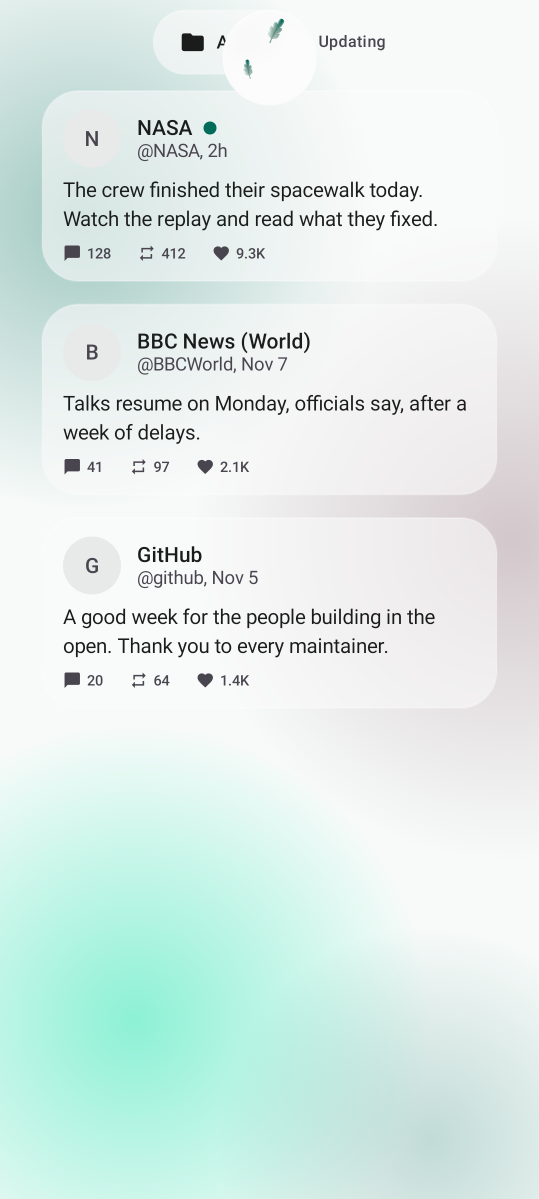 Updating
N
NASA
@NASA, 2h
The crew finished their spacewalk today.
Watch the replay and read what they fixed.
128 412 9.3K
B
BBC News (World)
@BBCWorld, Nov 7
Talks resume on Monday, officials say, after a
week of delays.
41 97 2.1K
G
GitHub
@github, Nov 5
A good week for the people building in the
open. Thank you to every maintainer.
20 64 1.4K